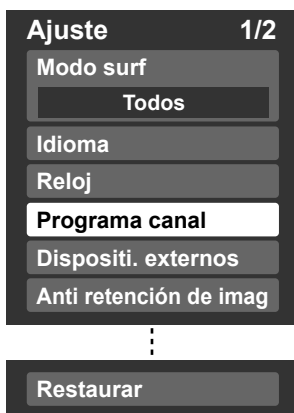 Ajuste 1/2
Modo surf
Todos
Idioma
Reloj
Programa canal
Dispositi. externos
Anti retención de imag
Restaurar